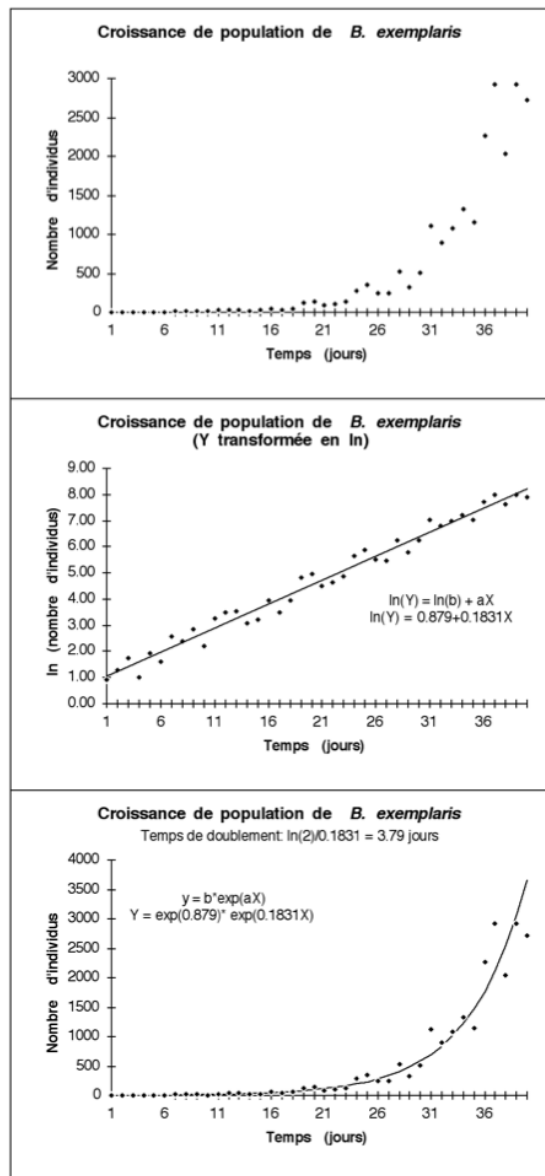 Croissance de population de B. exemplaris
3000
2500
2000
1500
1000
500
0
Nombre d'individus
1 6 11 16 21 26 31 36
Temps (jours)
Croissance de population de B. exemplaris
(Y transformée en ln)
9.00
8.00
7.00
6.00
5.00
4.00
3.00
2.00
1.00
0.00
ln (nombre d'individus)
ln(Y) = ln(b) + aX
ln(Y) = 0.879+0.1831X
1 6 11 16 21 26 31 36
Temps (jours)
Croissance de population de B. exemplaris
Temps de doublement: ln(2)/0.1831 = 3.79 jours
4000
3500
3000
2500
2000
1500
1000
500
0
Nombre d'individus
y = b*exp(aX)
Y = exp(0.879)* exp(0.1831X)
1 6 11 16 21 26 31 36
Temps (jours)